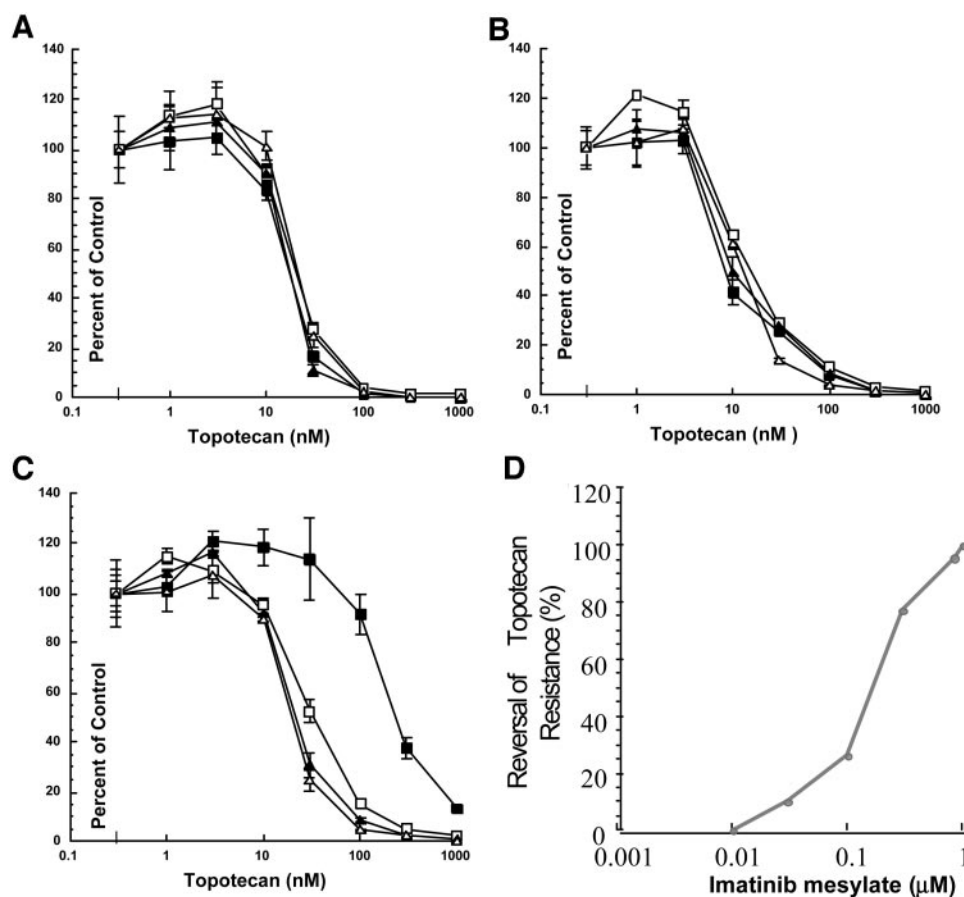 A
140
120
100
80
60
40
20
0
Percent of Control
0.1 1 10 100 1000
Topotecan (nM)
B
140
120
100
80
60
40
20
0
Percent of Control
0.1 1 10 100 1000
Topotecan (nM )
C
140
120
100
80
60
40
20
0
Percent of Control
0.1 1 10 100 1000
Topotecan (nM)
D
120
100
80
60
40
20
0
Reversal of Topotecan
Resistance (%)
0.001 0.01 0.1 1
Imatinib mesylate (μM)